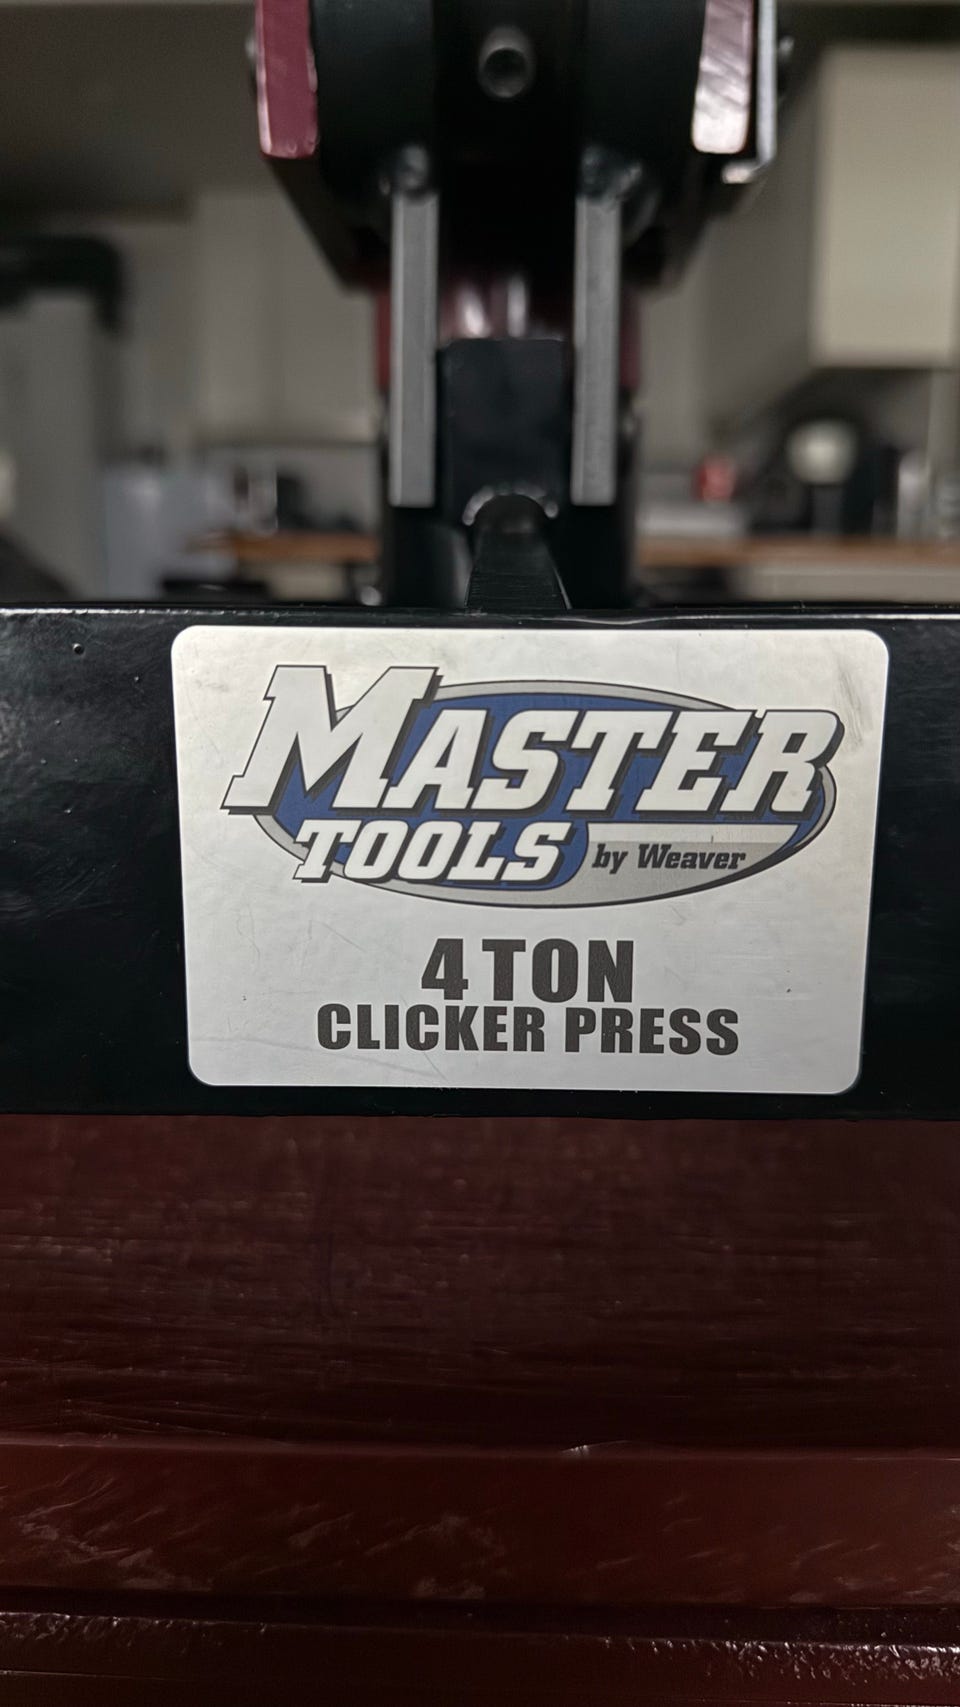 MASTER
TOOLS by Weaver
4 TON
CLICKER PRESS